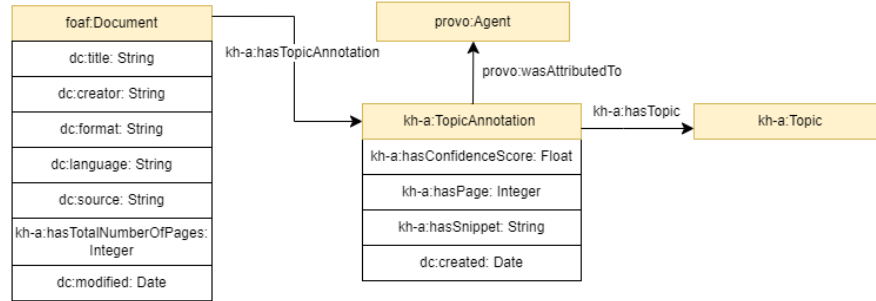 foaf:Document
dc:title: String
dc:creator: String
dc:format: String
dc:language: String
dc:source: String
kh-a:hasTotalNumberOfPages:
Integer
dc:modified: Date
kh-a:hasTopicAnnotation
provo:Agent
provo:wasAttributedTo
kh-a:TopicAnnotation
kh-a:hasConfidenceScore: Float
kh-a:hasPage: Integer
kh-a:hasSnippet: String
dc:created: Date
kh-a:hasTopic
kh-a:Topic